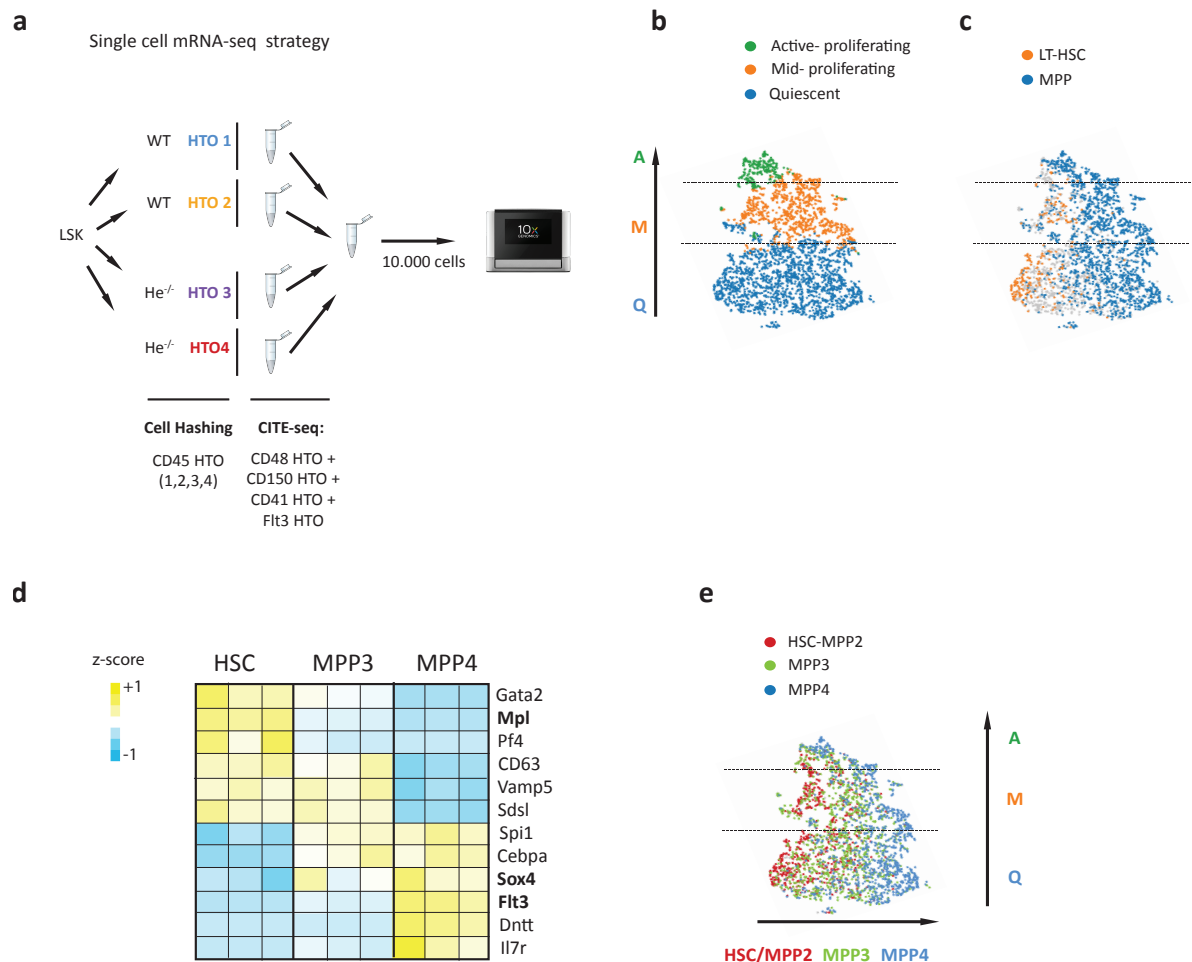 a
Single cell mRNA-seq strategy
WT HTO 1
WT HTO 2
LSK
He-/- HTO 3
He-/- HTO4
10.000 cells
10x
GENOMICS
Cell Hashing
CD45 HTO
(1,2,3,4)
CITE-seq:
CD48 HTO +
CD150 HTO +
CD41 HTO +
Flt3 HTO
b
Active- proliferating
Mid- proliferating
Quiescent
A
M
Q
c
LT-HSC
MPP
d
z-score
+1
-1
HSC MPP3 MPP4
Gata2
Mpl
Pf4
CD63
Vamp5
Sdsl
Spi1
Cebpa
Sox4
Flt3
Dntt
Il7r
e
HSC-MPP2
MPP3
MPP4
A
M
Q
HSC/MPP2 MPP3 MPP4